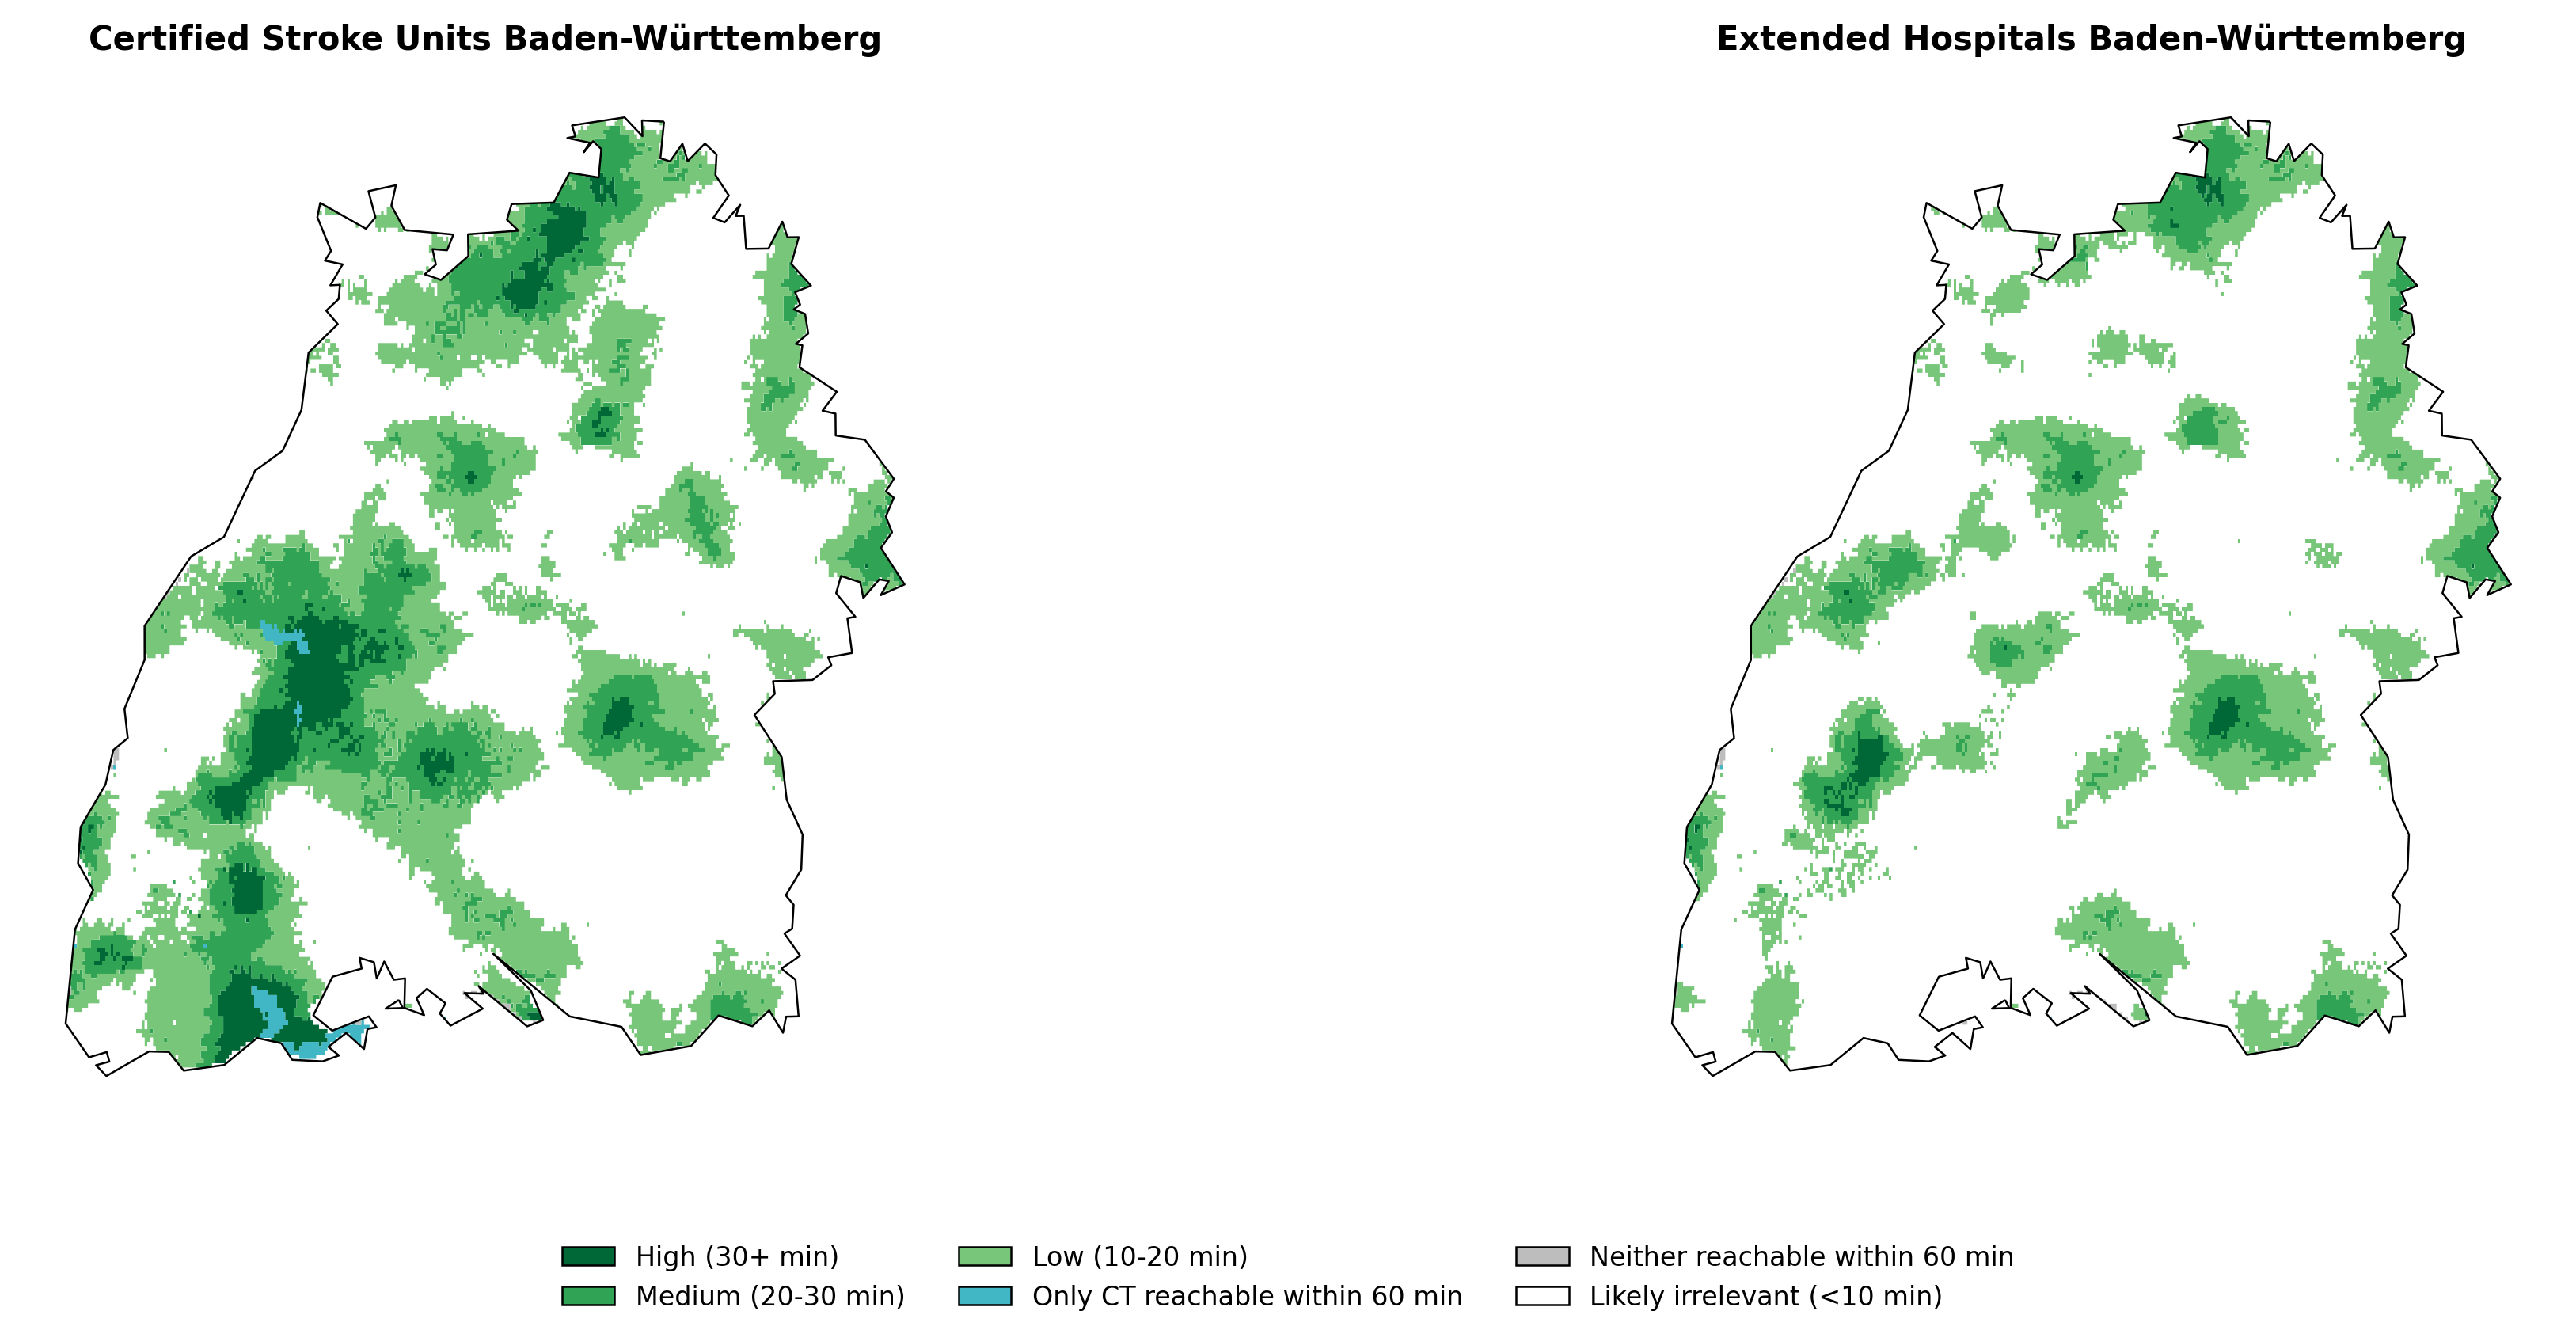 Certified Stroke Units Baden-Württemberg
Extended Hospitals Baden-Württemberg
High (30+ min)
Medium (20-30 min)
Low (10-20 min)
Only CT reachable within 60 min
Neither reachable within 60 min
Likely irrelevant (<10 min)